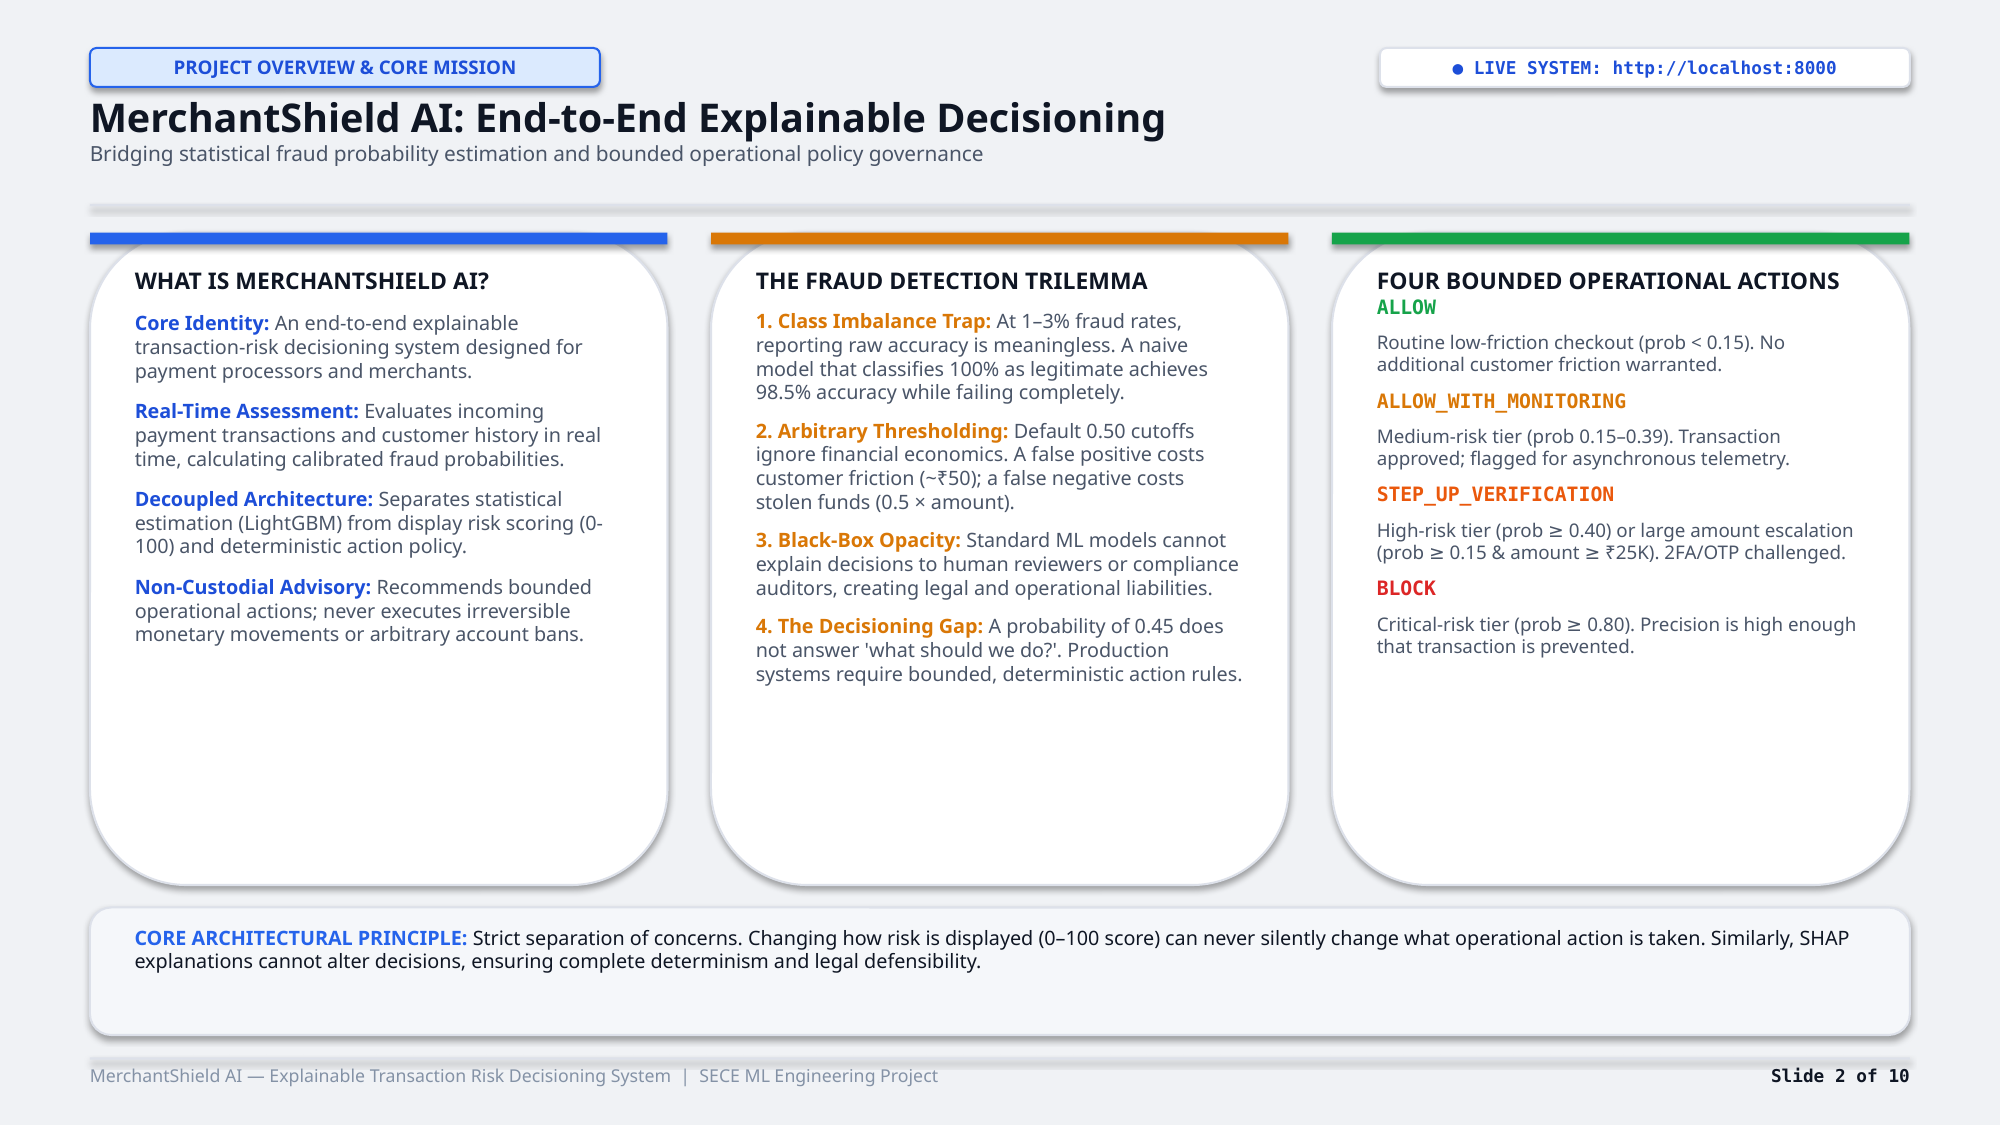 PROJECT OVERVIEW & CORE MISSION
● LIVE SYSTEM: http://localhost:8000
MerchantShield AI: End-to-End Explainable Decisioning
Bridging statistical fraud probability estimation and bounded operational policy governance
WHAT IS MERCHANTSHIELD AI?
Core Identity: An end-to-end explainable
transaction-risk decisioning system designed for
payment processors and merchants.
Real-Time Assessment: Evaluates incoming
payment transactions and customer history in real
time, calculating calibrated fraud probabilities.
Decoupled Architecture: Separates statistical
estimation (LightGBM) from display risk scoring (0-
100) and deterministic action policy.
Non-Custodial Advisory: Recommends bounded
operational actions; never executes irreversible
monetary movements or arbitrary account bans.
THE FRAUD DETECTION TRILEMMA
1. Class Imbalance Trap: At 1–3% fraud rates,
reporting raw accuracy is meaningless. A naive
model that classifies 100% as legitimate achieves
98.5% accuracy while failing completely.
2. Arbitrary Thresholding: Default 0.50 cutoffs
ignore financial economics. A false positive costs
customer friction (~₹50); a false negative costs
stolen funds (0.5 × amount).
3. Black-Box Opacity: Standard ML models cannot
explain decisions to human reviewers or compliance
auditors, creating legal and operational liabilities.
4. The Decisioning Gap: A probability of 0.45 does
not answer 'what should we do?'. Production
systems require bounded, deterministic action rules.
FOUR BOUNDED OPERATIONAL ACTIONS
ALLOW
Routine low-friction checkout (prob < 0.15). No
additional customer friction warranted.
ALLOW_WITH_MONITORING
Medium-risk tier (prob 0.15–0.39). Transaction
approved; flagged for asynchronous telemetry.
STEP_UP_VERIFICATION
High-risk tier (prob ≥ 0.40) or large amount escalation
(prob ≥ 0.15 & amount ≥ ₹25K). 2FA/OTP challenged.
BLOCK
Critical-risk tier (prob ≥ 0.80). Precision is high enough
that transaction is prevented.
CORE ARCHITECTURAL PRINCIPLE: Strict separation of concerns. Changing how risk is displayed (0–100 score) can never silently change what operational action is taken. Similarly, SHAP
explanations cannot alter decisions, ensuring complete determinism and legal defensibility.
MerchantShield AI — Explainable Transaction Risk Decisioning System | SECE ML Engineering Project
Slide 2 of 10